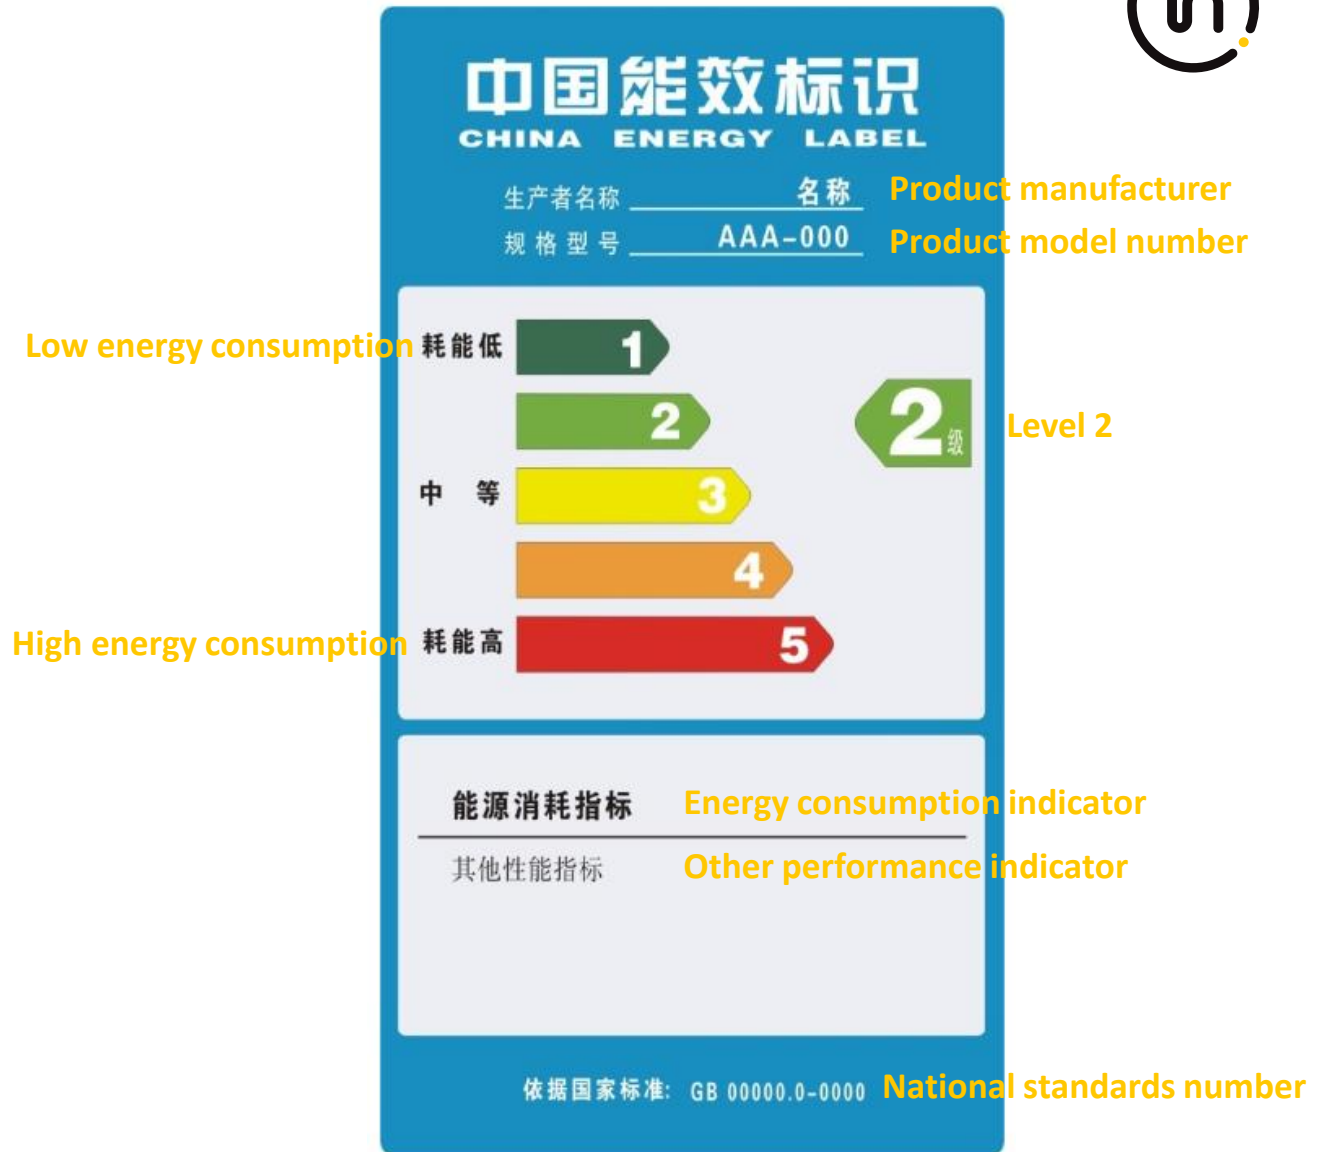 中国能效标识
CHINA ENERGY LABEL
生产者名称 名称 Product manufacturer
规格型号 AAA-000 Product model number
Low energy consumption 耗能低 1
2 2级 Level 2
中 等 3
4
High energy consumption 耗能高 5
能源消耗指标 Energy consumption indicator
其他性能指标 Other performance indicator
依据国家标准: GB 00000.0-0000 National standards number